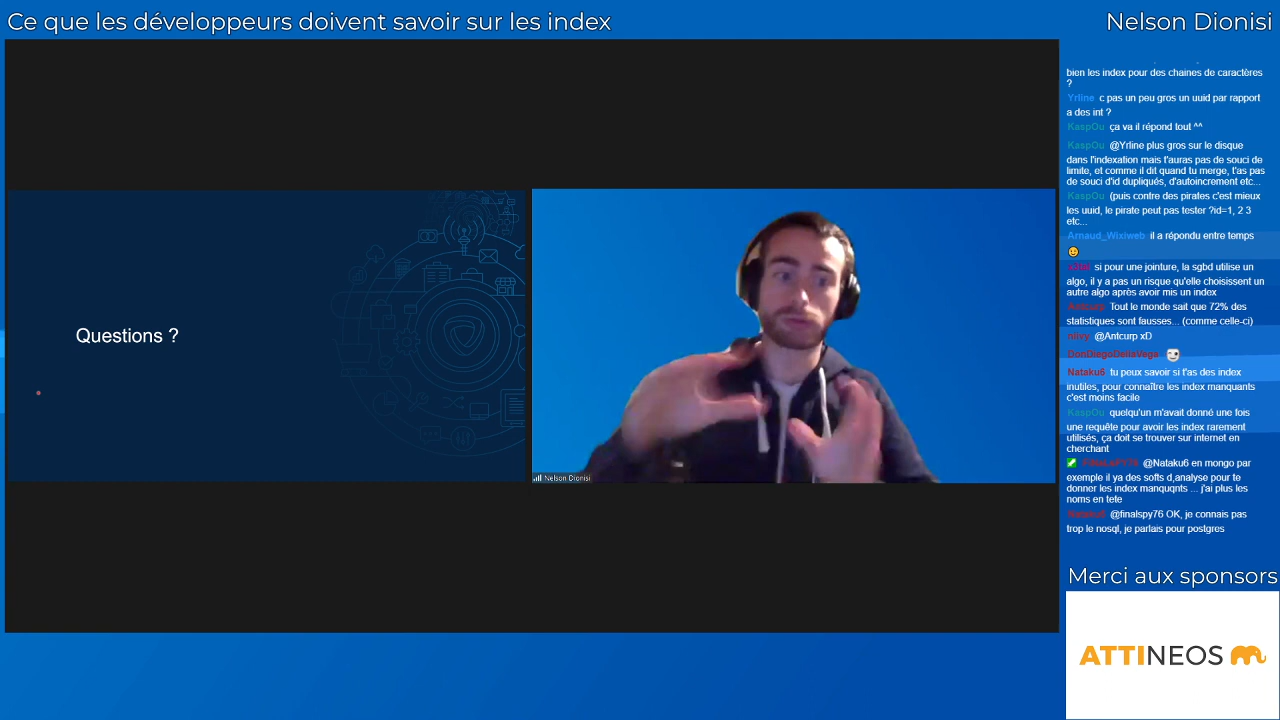 Ce que les développeurs doivent savoir sur les index
Nelson Dionisi
bien les index pour des chaines de caractères
?
Yrline c pas un peu gros un uuid par rapport
a des int ?
KaspOu ça va il répond tout ^^
KaspOu @Yrline plus gros sur le disque
dans l'indexation mais t'auras pas de souci de
limite, et comme il dit quand tu merge, t'as pas
de souci d'id dupliqués, d'autoincrement etc...
KaspOu (puis contre des pirates c'est mieux
les uuid, le pirate peut pas tester ?id=1, 2 3
etc...
Arnaud_Wixiweb il a répondu entre temps
si pour une jointure, la sgbd utilise un
algo, il y a pas un risque qu'elle choisissent un
autre algo après avoir mis un index
Antcurp Tout le monde sait que 72% des
statistiques sont fausses... (comme celle-ci)
@Antcurp xD
DonDiegoDellaVega
Nataku6 tu peux savoir si t'as des index
inutiles, pour connaître les index manquants
c'est moins facile
KaspOu quelqu'un m'avait donné une fois
une requête pour avoir les index rarement
utilisés, ça doit se trouver sur internet en
cherchant
@Nataku6 en mongo par
exemple il ya des softs d,analyse pour te
donner les index manquqnts ... j'ai plus les
noms en tete
Nataku6 @finalspy76 OK, je connais pas
trop le nosql, je parlais pour postgres
Questions ?
Nelson Dionisi
Merci aux sponsors
ATTINEOS